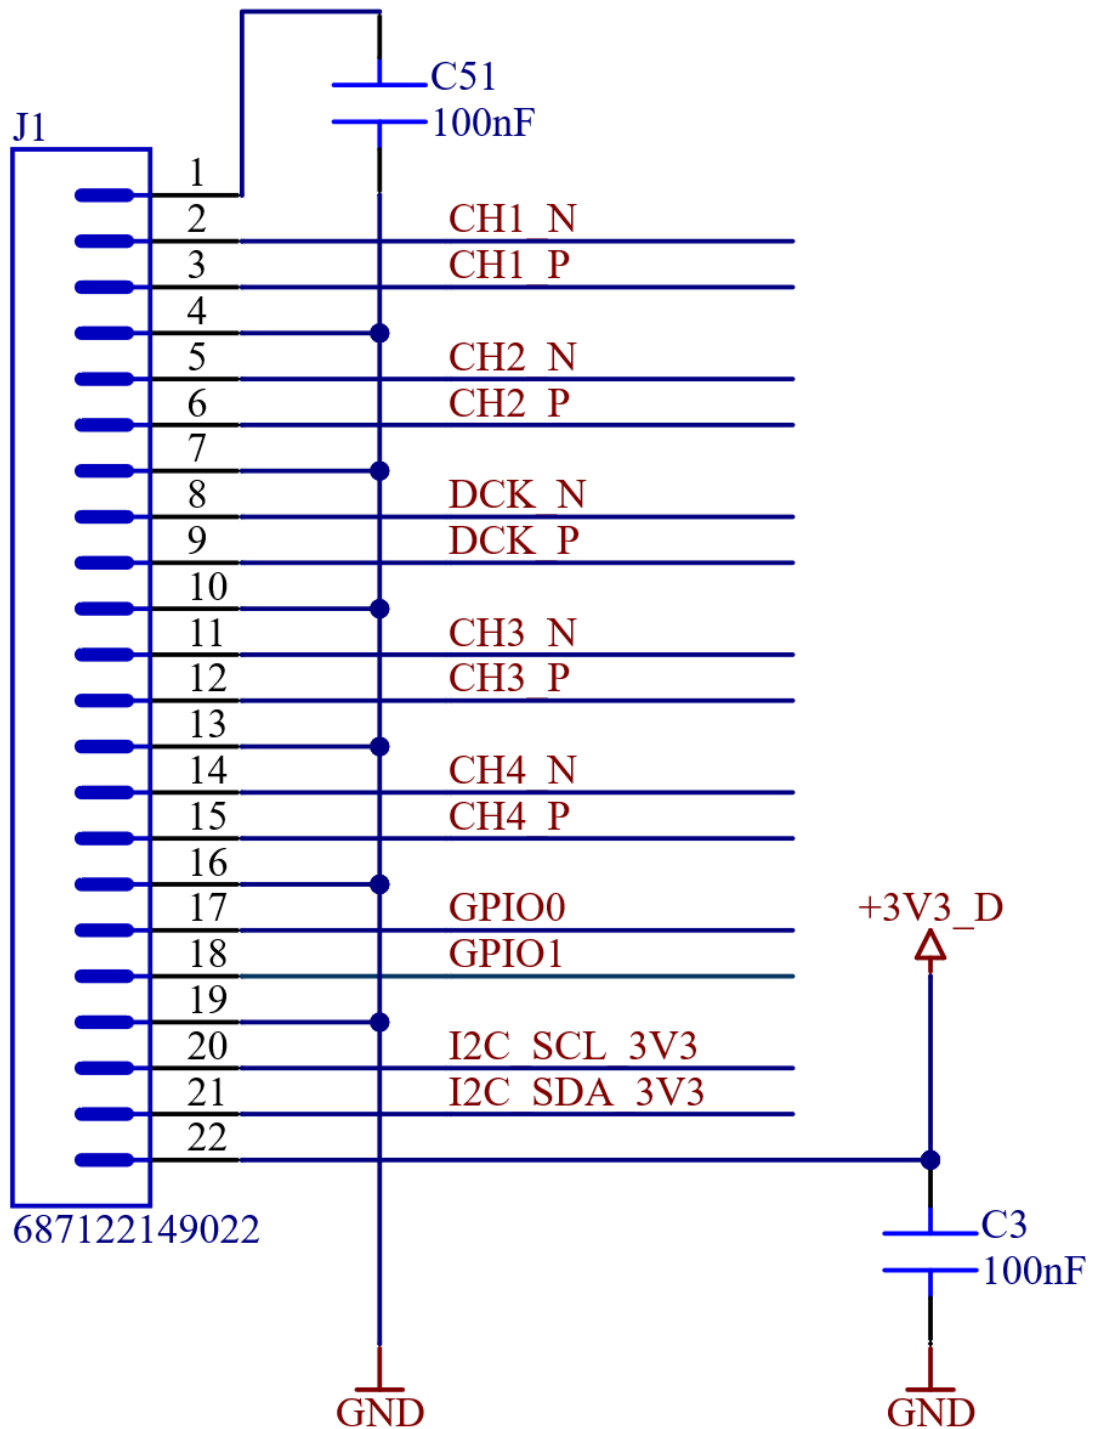 C51
100nF
J1
1
2 CH1_N
3 CH1_P
4
5 CH2_N
6 CH2_P
7
8 DCK_N
9 DCK_P
10
11 CH3_N
12 CH3_P
13
14 CH4_N
15 CH4_P
16
17 GPIO0
+3V3_D
18 GPIO1
19
20 I2C_SCL_3V3
21 I2C_SDA_3V3
22
687122149022
C3
100nF
GND
GND